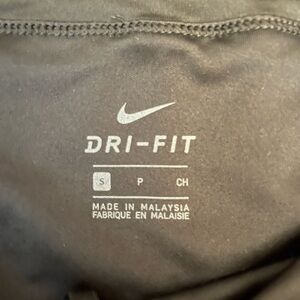 DRI-FIT
S P CH
MADE IN MALAYSIA
FABRIQUE EN MALAISIE